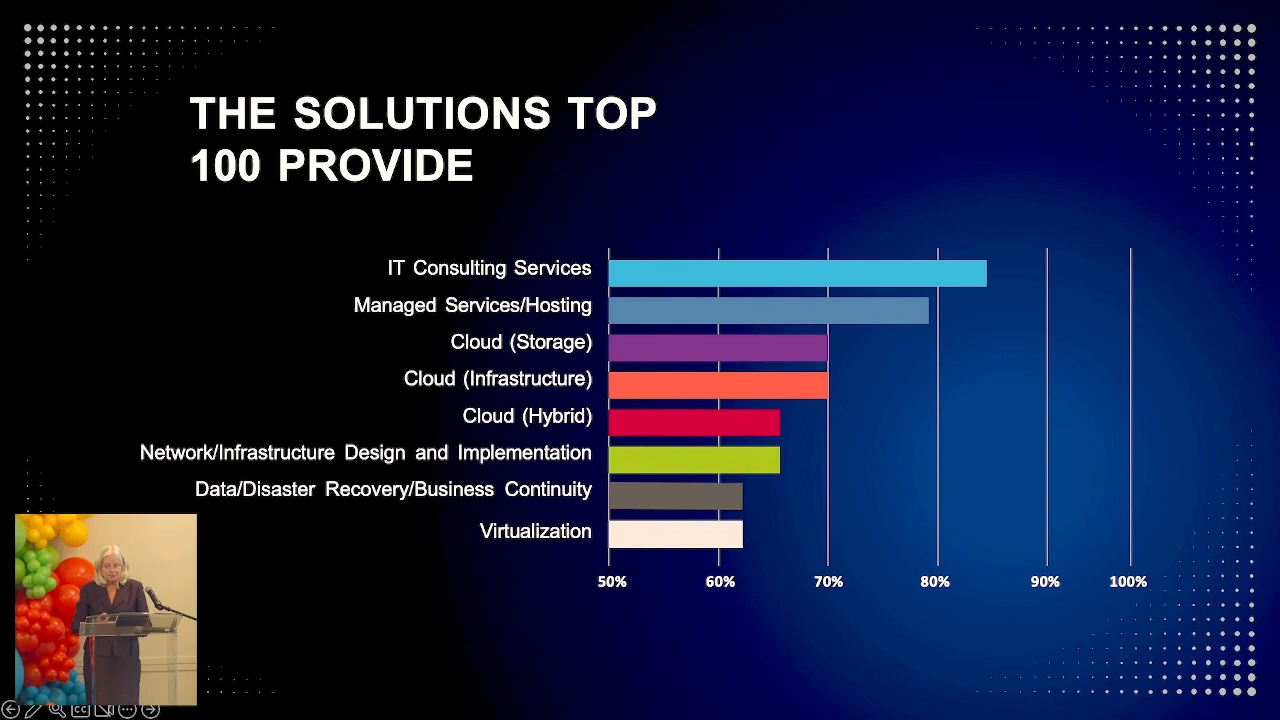 THE SOLUTIONS TOP
100 PROVIDE
IT Consulting Services
Managed Services/Hosting
Cloud (Storage)
Cloud (Infrastructure)
Cloud (Hybrid)
Network/Infrastructure Design and Implementation
Data/Disaster Recovery/Business Continuity
Virtualization
50% 60% 70% 80% 90% 100%
CC